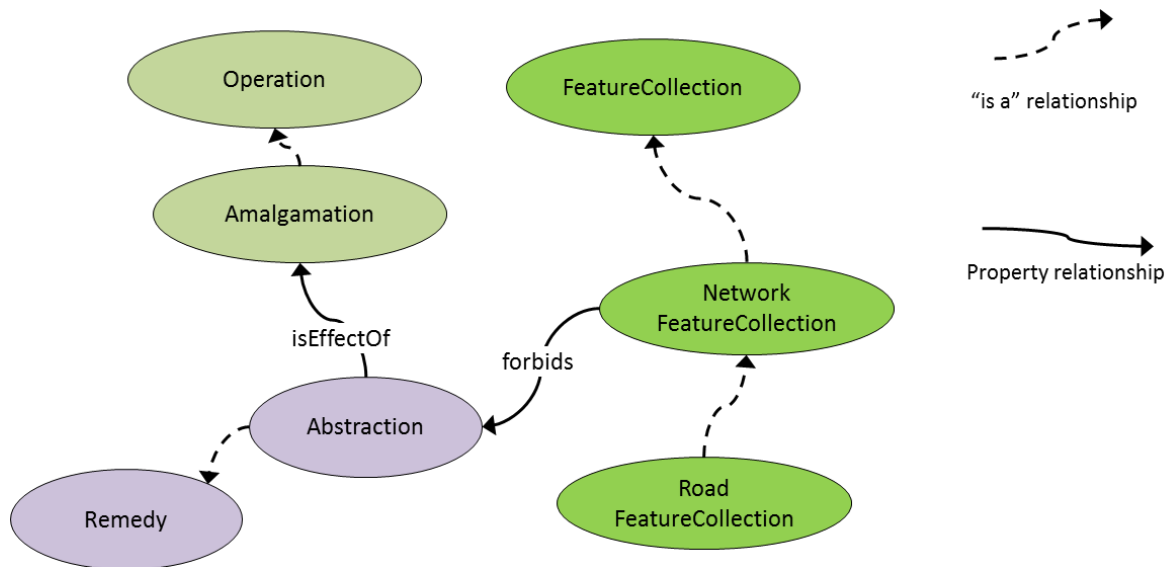 Operation
FeatureCollection
“is a” relationship
Amalgamation
Property relationship
Network
FeatureCollection
isEffectOf
forbids
Abstraction
Road
FeatureCollection
Remedy